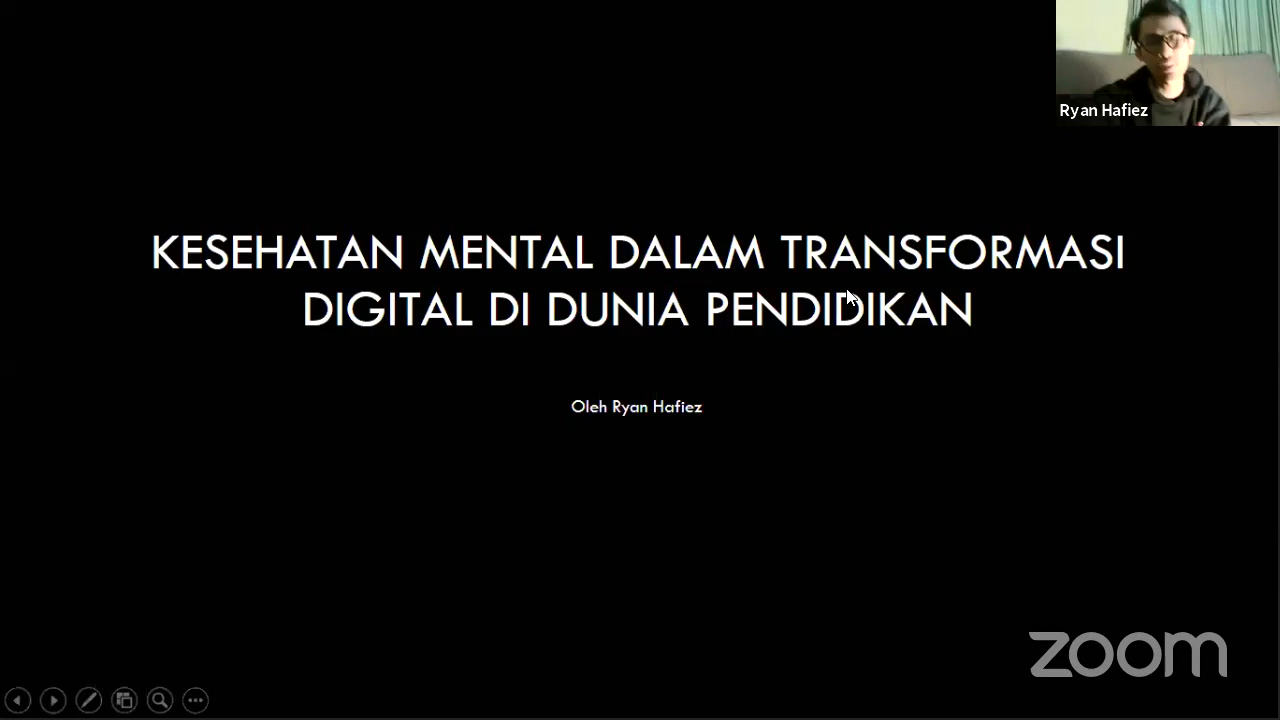 Ryan Hafiez
KESEHATAN MENTAL DALAM TRANSFORMASI
DIGITAL DI DUNIA PENDIDIKAN
Oleh Ryan Hafiez
zoom